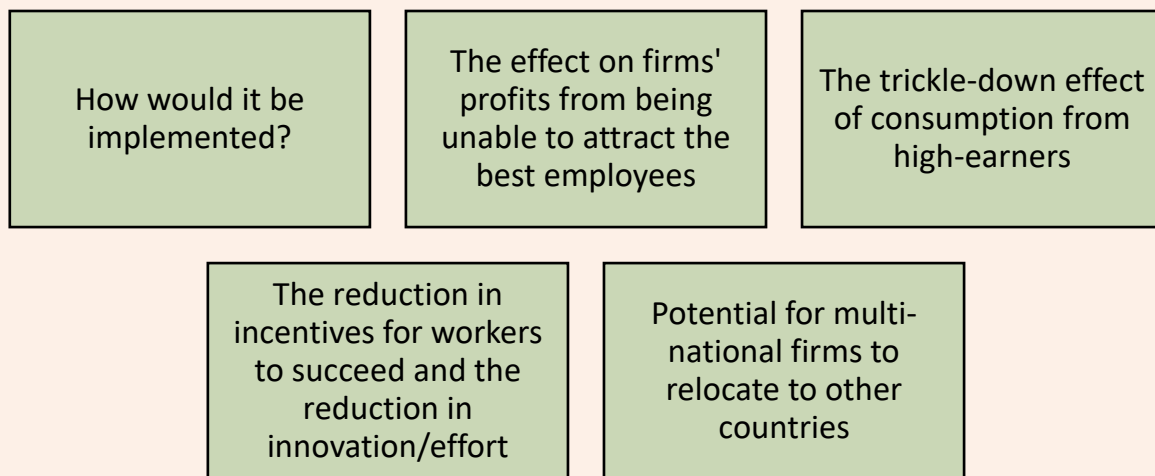 How would it be
implemented?
The effect on firms'
profits from being
unable to attract the
best employees
The trickle-down effect
of consumption from
high-earners
The reduction in
incentives for workers
to succeed and the
reduction in
innovation/effort
Potential for multi-
national firms to
relocate to other
countries